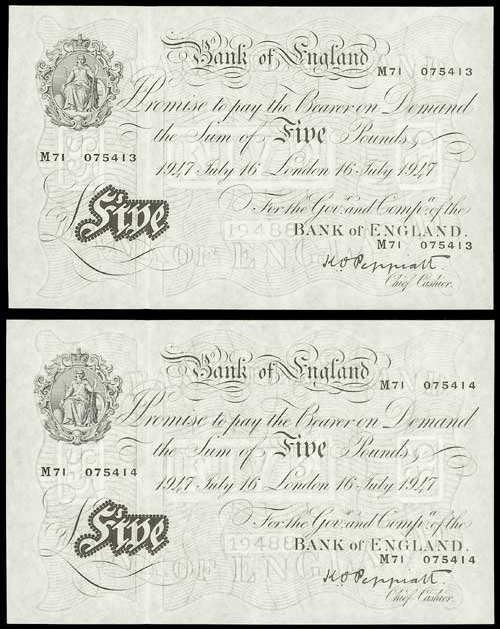 Bank of England
M71 075413
I Promise to pay the Bearer on Demand
the Sum of Five Pounds
M71 075413
1947 July 16 London 16 July 1947
For the Govr. and Compa. of the
Five
BANK of ENGLAND.
M71 075413
K O Peppiatt.
Chief Cashier.
Bank of England
M71 075414
I Promise to pay the Bearer on Demand
the Sum of Five Pounds
M71 075414
1947 July 16 London 16 July 1947
For the Govr. and Compa. of the
Five
BANK of ENGLAND.
M71 075414
K O Peppiatt.
Chief Cashier.